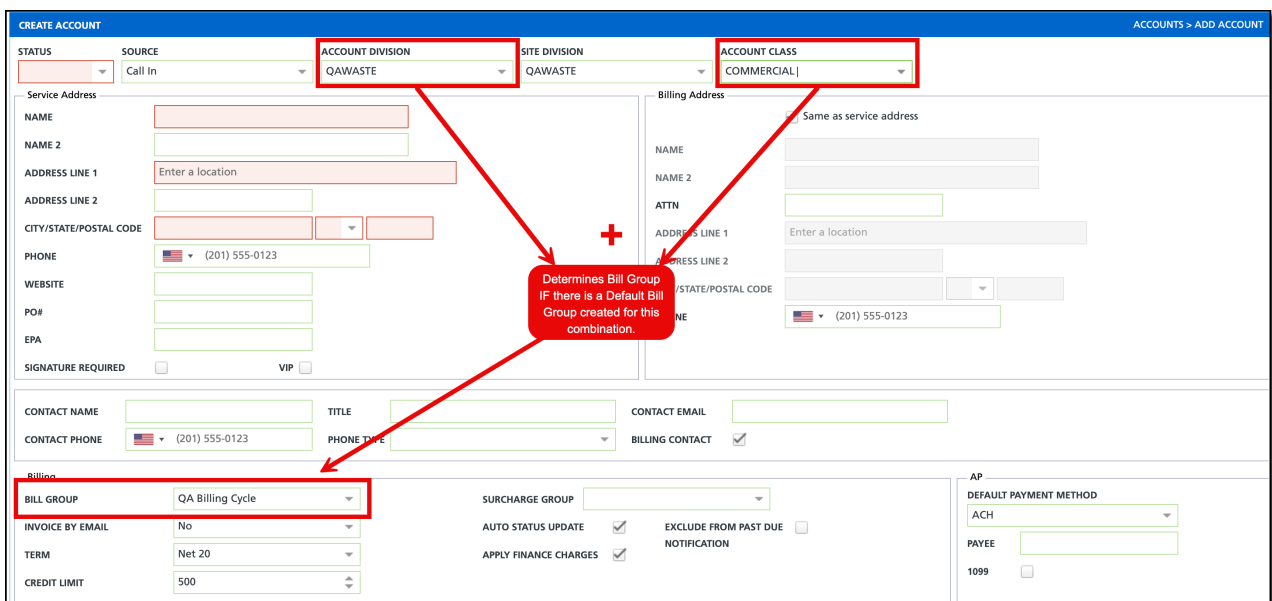 CREATE ACCOUNT ACCOUNTS > ADD ACCOUNT
STATUS SOURCE ACCOUNT DIVISION SITE DIVISION ACCOUNT CLASS
Call In QAWASTE QAWASTE COMMERCIAL
Service Address Billing Address
NAME Same as service address
NAME 2 NAME
ADDRESS LINE 1 Enter a location NAME 2
ADDRESS LINE 2 ATTN
CITY/STATE/POSTAL CODE ADDRESS LINE 1 Enter a location
PHONE (201) 555-0123 ADDRESS LINE 2
WEBSITE /STATE/POSTAL CODE
PO# NE (201) 555-0123
EPA
SIGNATURE REQUIRED VIP
Determines Bill Group
IF there is a Default Bill
Group created for this
combination.
CONTACT NAME TITLE CONTACT EMAIL
CONTACT PHONE (201) 555-0123 PHONE TYPE BILLING CONTACT
Billing AP
BILL GROUP QA Billing Cycle SURCHARGE GROUP DEFAULT PAYMENT METHOD
ACH
INVOICE BY EMAIL No AUTO STATUS UPDATE EXCLUDE FROM PAST DUE
NOTIFICATION
TERM Net 20 APPLY FINANCE CHARGES PAYEE
CREDIT LIMIT 500 1099